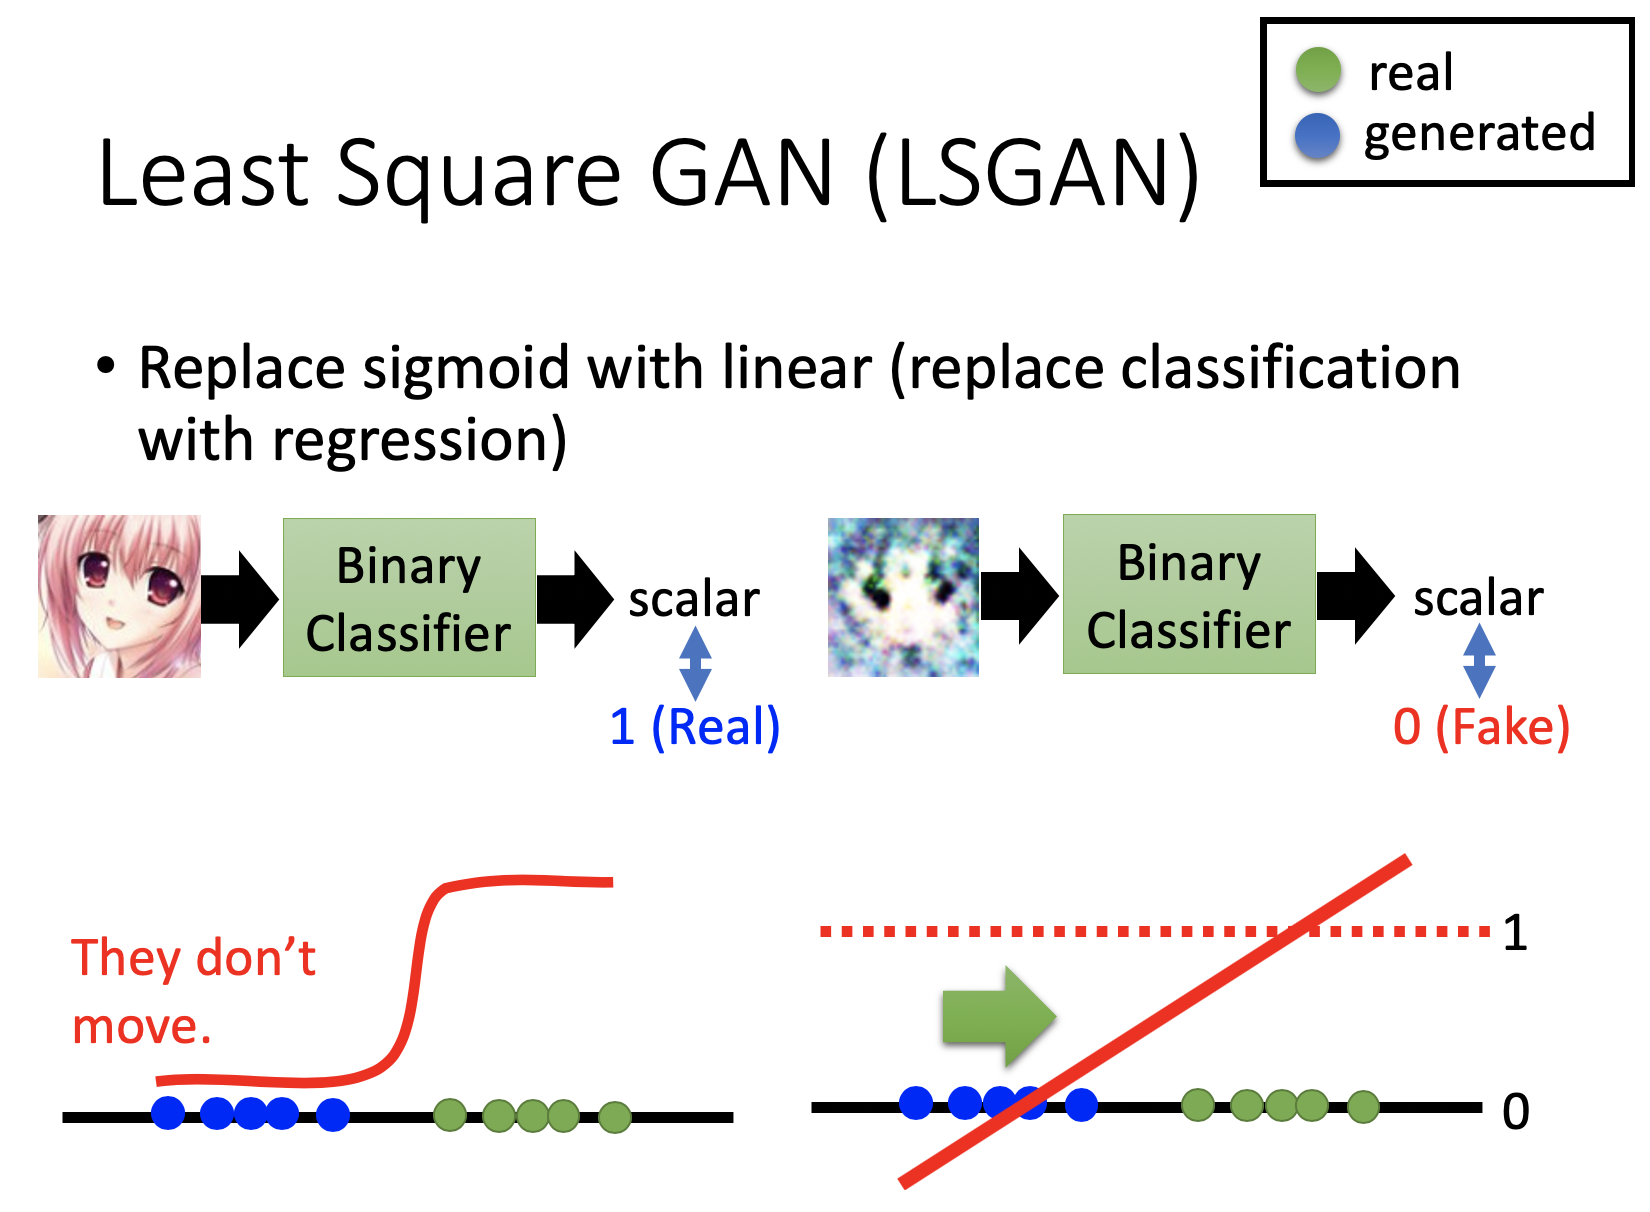 real
generated
Least Square GAN (LSGAN)
• Replace sigmoid with linear (replace classification
with regression)
Binary
Classifier
scalar
1 (Real)
Binary
Classifier
scalar
0 (Fake)
They don’t
move.
1
0